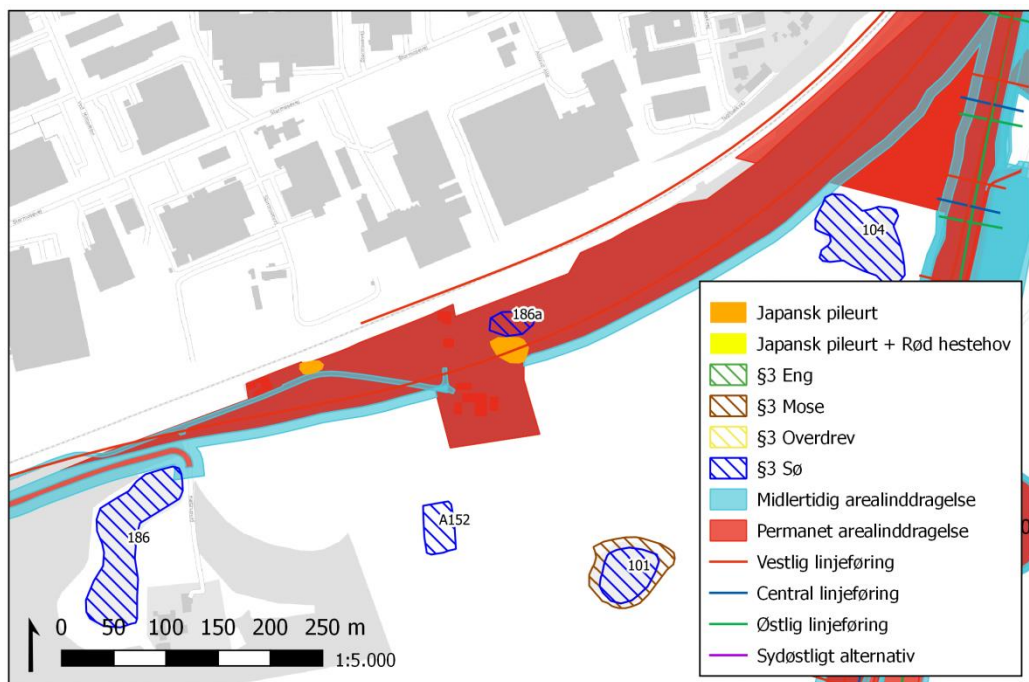 104
186a
186
A152
101
Japansk pileurt
Japansk pileurt + Rød hestehov
§3 Eng
§3 Mose
§3 Overdrev
§3 Sø
Midlertidig arealinddragelse
Permanet arealinddragelse
Vestlig linjeføring
Central linjeføring
Østlig linjeføring
Sydøstligt alternativ
0 50 100 150 200 250 m
1:5.000